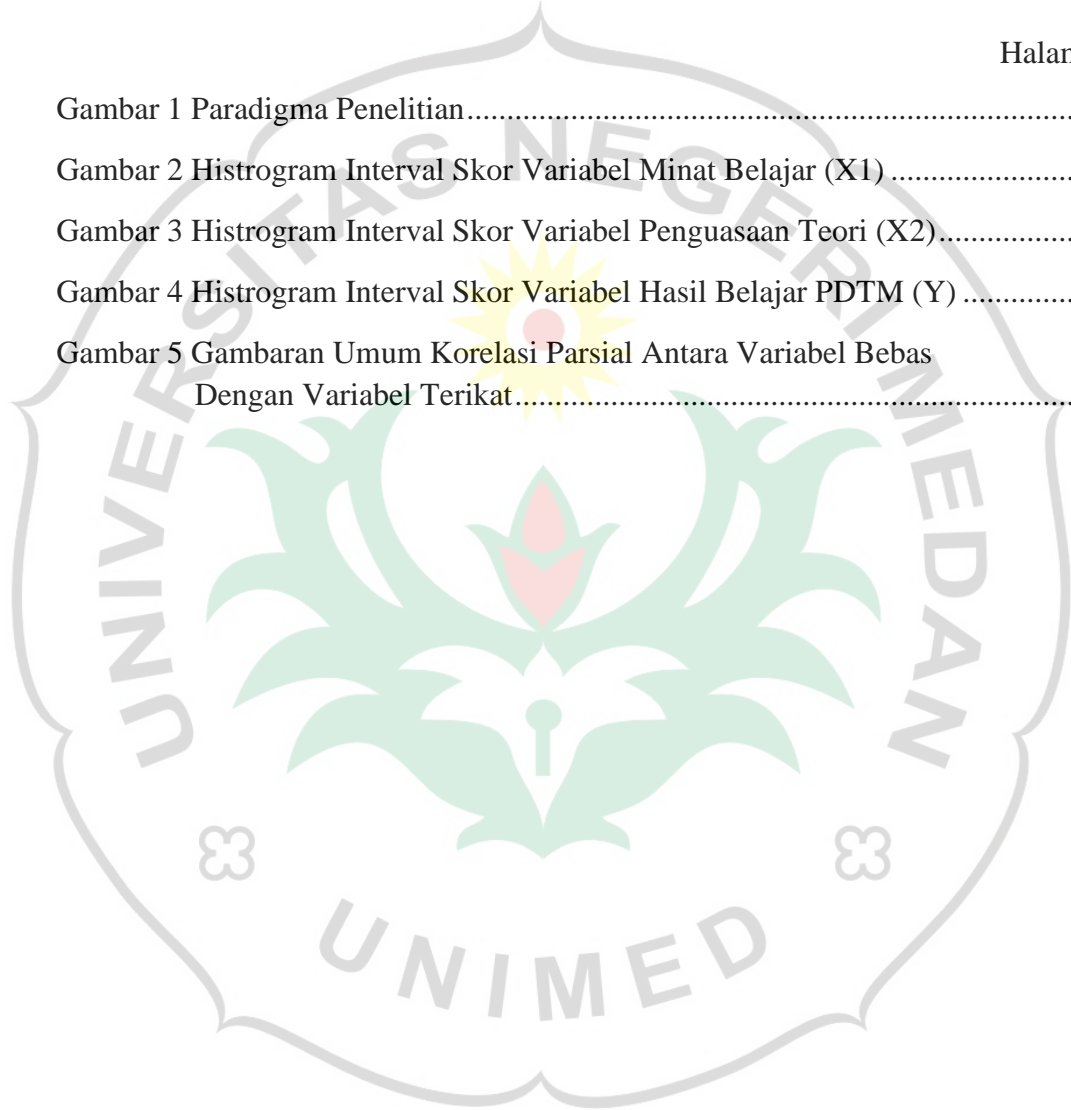 Halam
Gambar 1 Paradigma Penelitian........................................................................
Gambar 2 Histrogram Interval Skor Variabel Minat Belajar (X1).......................
Gambar 3 Histrogram Interval Skor Variabel Penguasaan Teori (X2).................
Gambar 4 Histrogram Interval Skor Variabel Hasil Belajar PDTM (Y) ..............
Gambar 5 Gambaran Umum Korelasi Parsial Antara Variabel Bebas
Dengan Variabel Terikat......................................................................
UNIVERSITAS NEGERI MEDAN
UNIMED